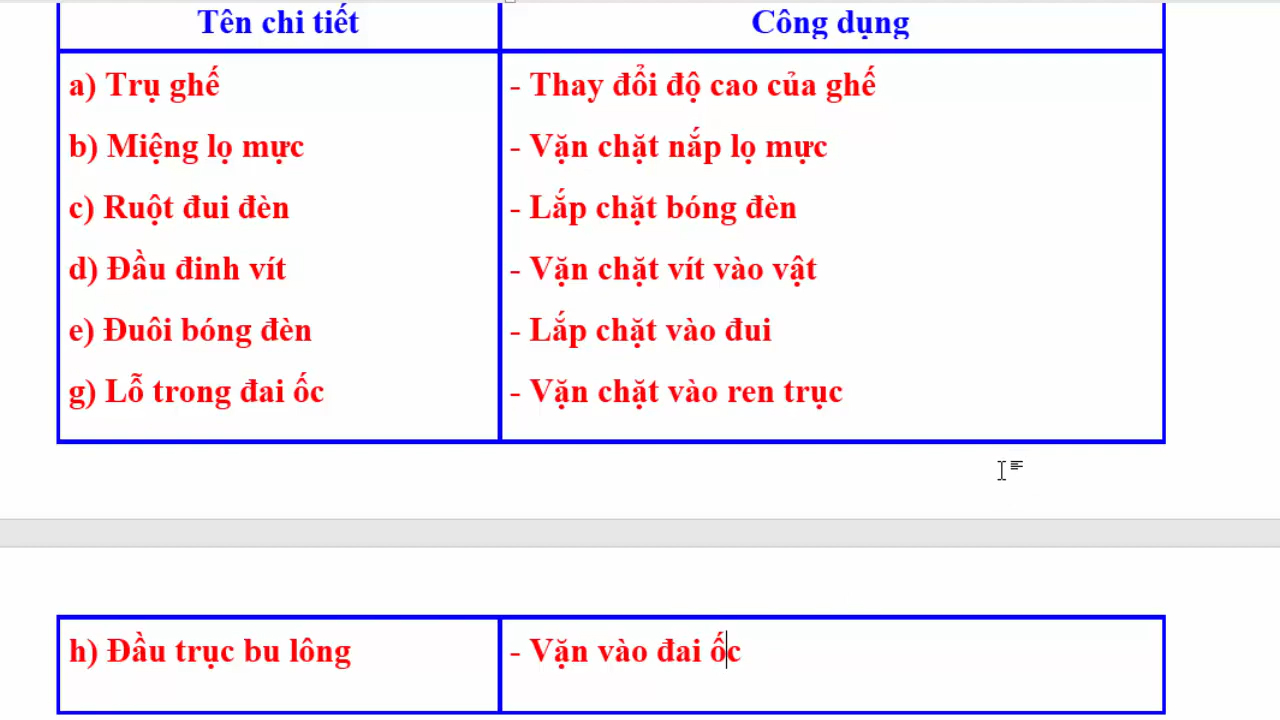 Tên chi tiết Công dụng
a) Trụ ghế - Thay đổi độ cao của ghế
b) Miệng lọ mực - Vặn chặt nắp lọ mực
c) Ruột đui đèn - Lắp chặt bóng đèn
d) Đầu đinh vít - Vặn chặt vít vào vật
e) Đuôi bóng đèn - Lắp chặt vào đui
g) Lỗ trong đai ốc - Vặn chặt vào ren trục
h) Đầu trục bu lông - Vặn vào đai ốc